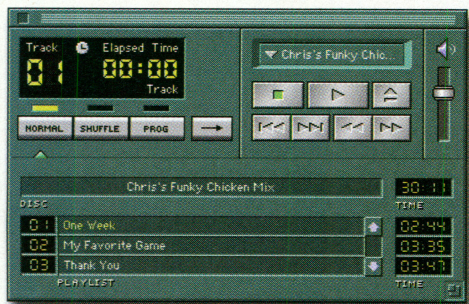 Track Elapsed Time
01 00:00
Track
Chris's Funky Chic...
NORMAL SHUFFLE PROG
Chris's Funky Chicken Mix 30:11
DISC TIME
01 One Week 02:44
02 My Favorite Game 03:35
03 Thank You 03:47
PLAYLIST TIME